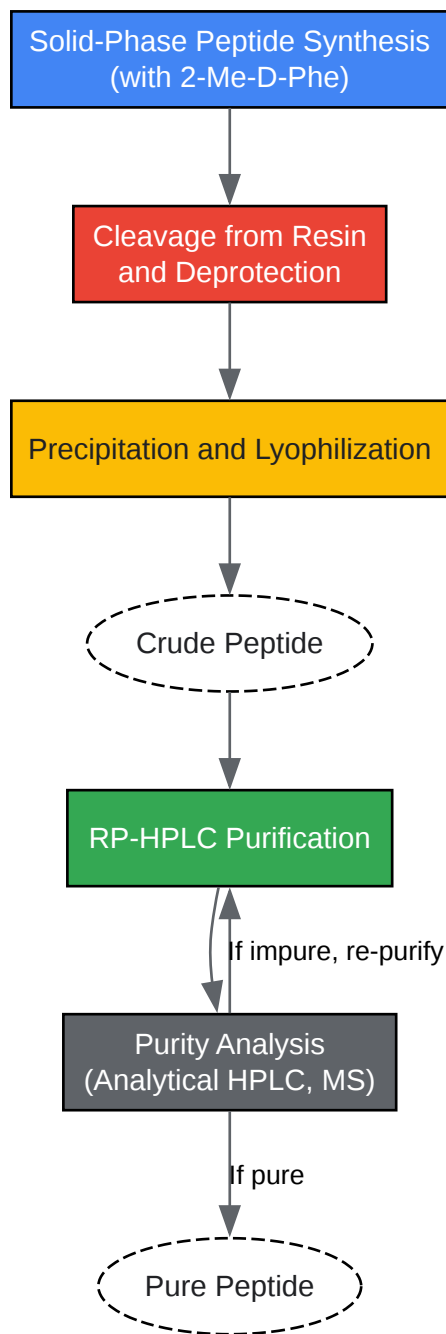 Solid-Phase Peptide Synthesis
(with 2-Me-D-Phe)
Cleavage from Resin
and Deprotection
Precipitation and Lyophilization
Crude Peptide
RP-HPLC Purification
If impure, re-purify
Purity Analysis
(Analytical HPLC, MS)
If pure
Pure Peptide